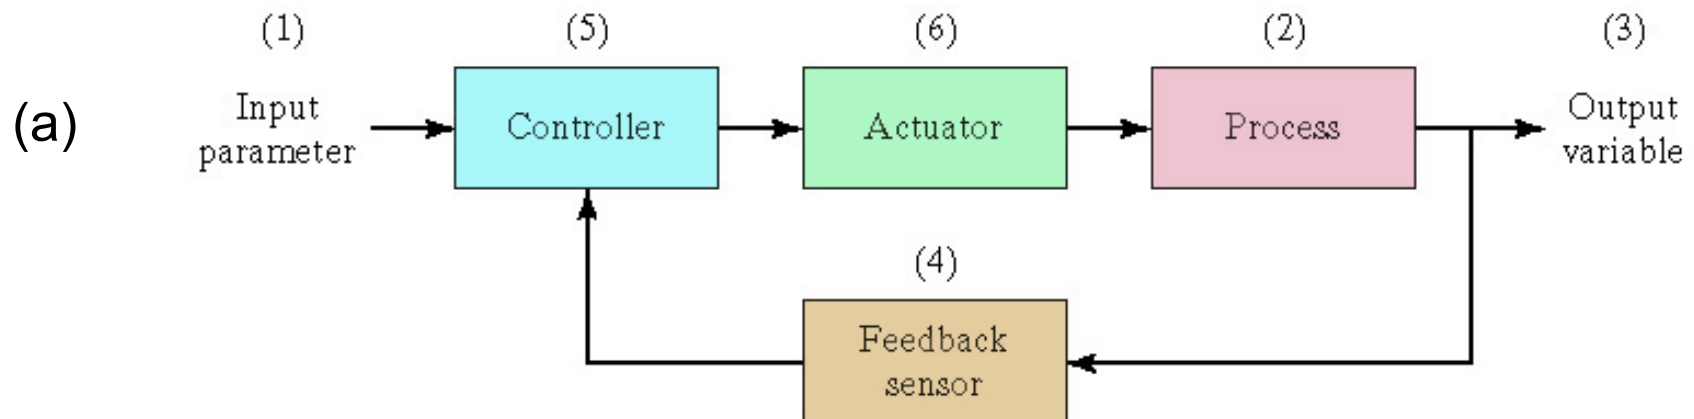 (1)
(5)
(6)
(2)
(3)
(a)
Input
parameter
Controller
Actuator
Process
Output
variable
(4)
Feedback
sensor